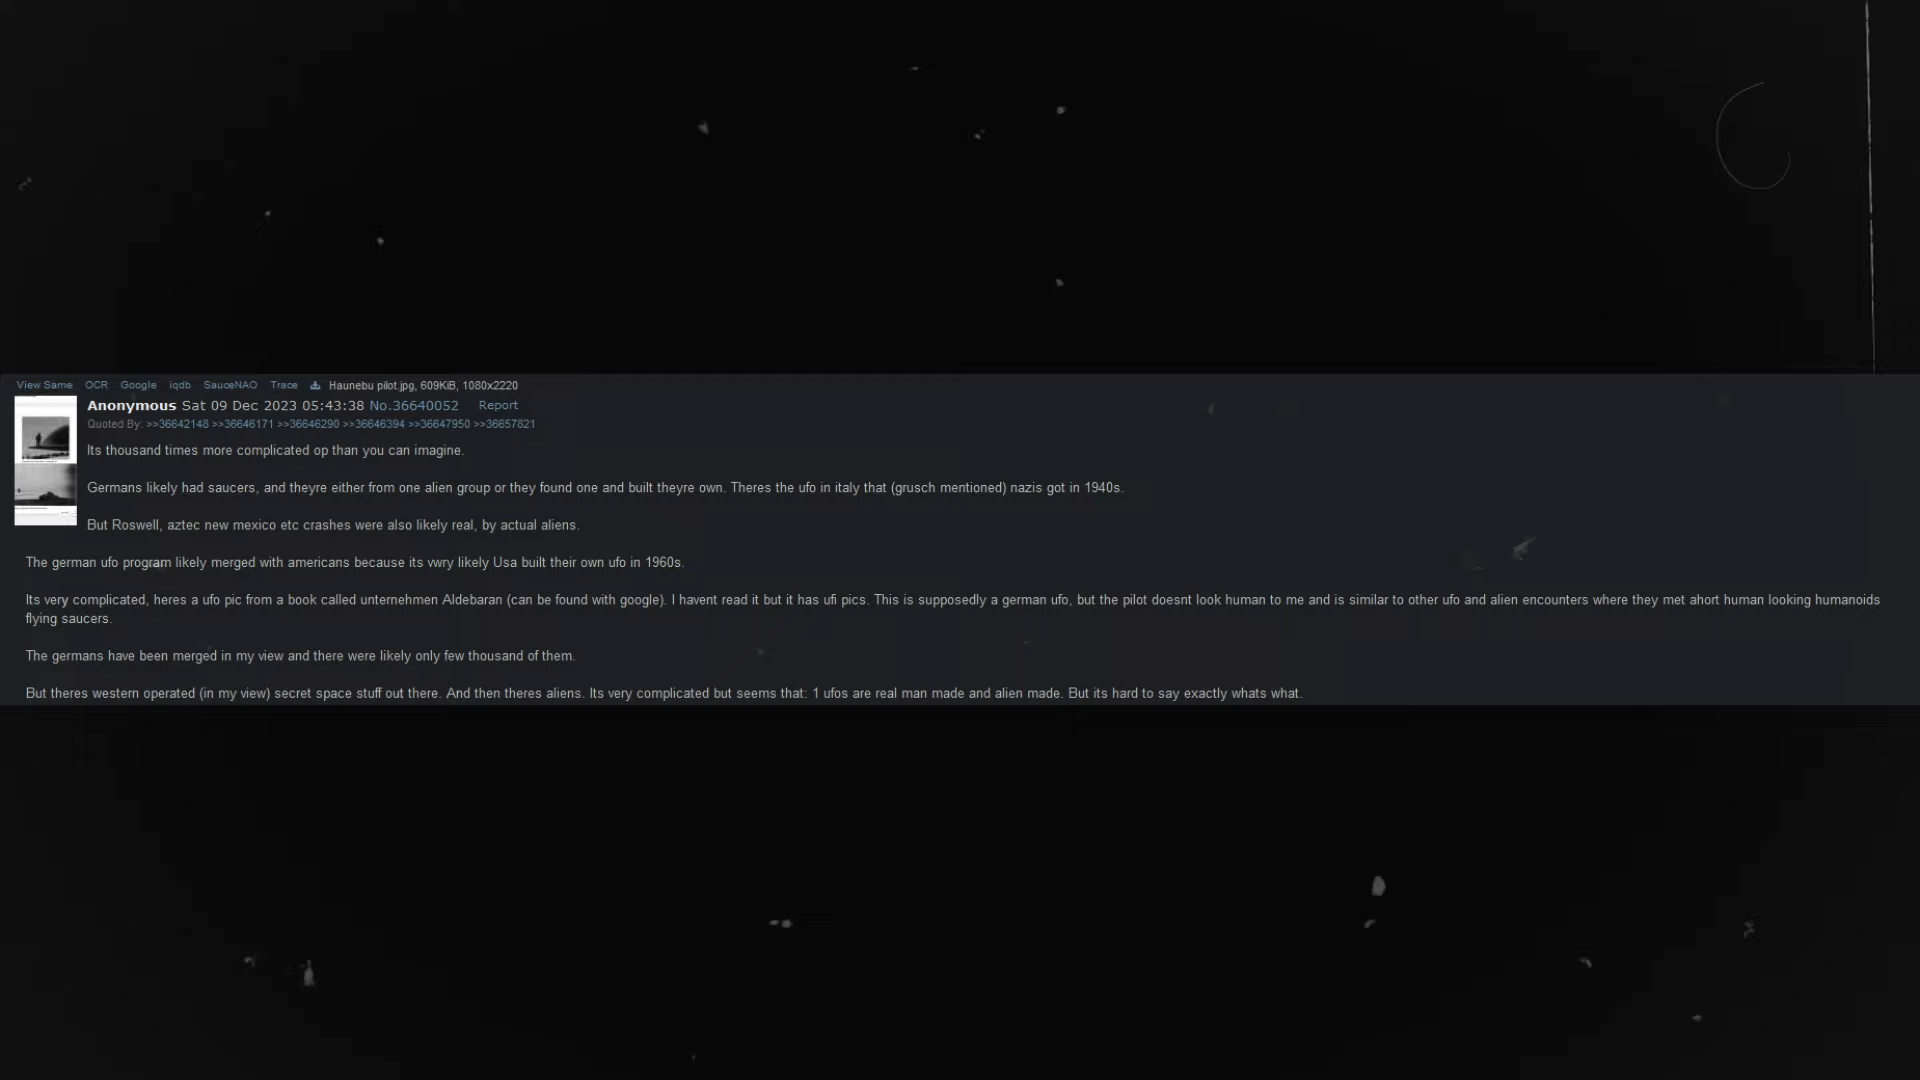 View Same OCR Google iqdb SauceNAO Trace Haunebu pilot.jpg, 609KiB, 1080x2220
Anonymous Sat 09 Dec 2023 05:43:38 No.36640052 Report
Quoted By: >>36642148 >>36646171 >>36646290 >>36646394 >>36647950 >>36657821
Its thousand times more complicated op than you can imagine.
Germans likely had saucers, and theyre either from one alien group or they found one and built theyre own. Theres the ufo in italy that (grusch mentioned) nazis got in 1940s.
But Roswell, aztec new mexico etc crashes were also likely real, by actual aliens.
The german ufo program likely merged with americans because its vwry likely Usa built their own ufo in 1960s.
Its very complicated, heres a ufo pic from a book called unternehmen Aldebaran (can be found with google). I havent read it but it has ufi pics. This is supposedly a german ufo, but the pilot doesnt look human to me and is similar to other ufo and alien encounters where they met ahort human looking humanoids
flying saucers.
The germans have been merged in my view and there were likely only few thousand of them.
But theres western operated (in my view) secret space stuff out there. And then theres aliens. Its very complicated but seems that: 1 ufos are real man made and alien made. But its hard to say exactly whats what.